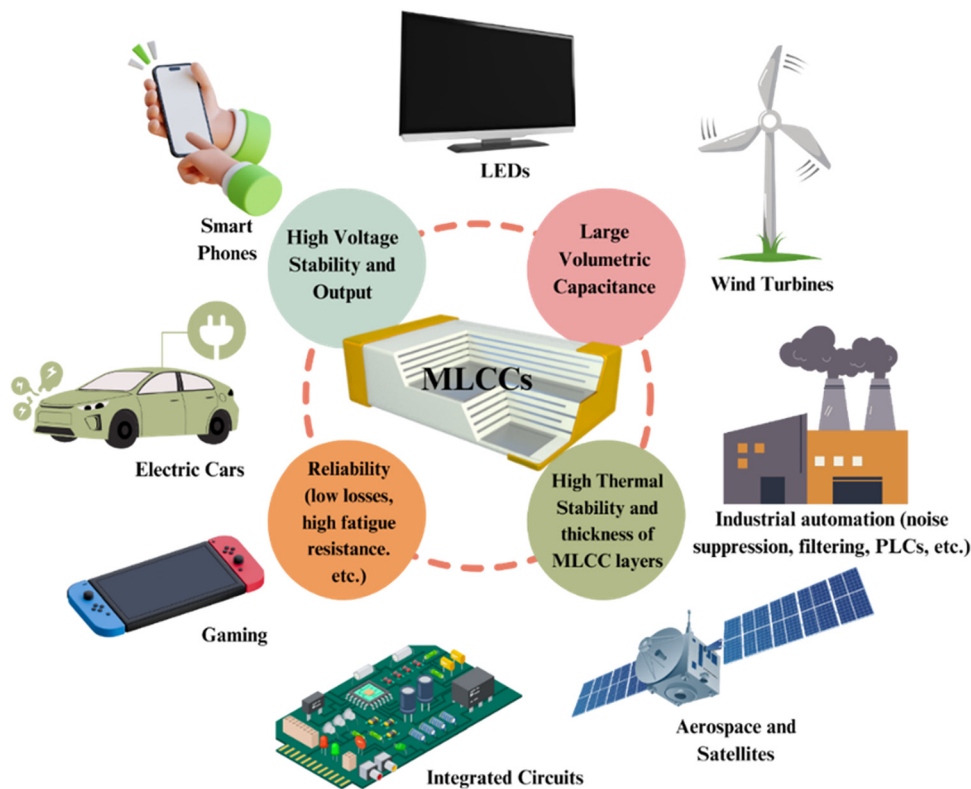 LEDs
Smart
Phones
High Voltage
Stability and
Output
Large
Volumetric
Capacitance
Wind Turbines
MLCCs
Electric Cars
Reliability
(low losses,
high fatigue
resistance.
etc.)
High Thermal
Stability and
thickness of
MLCC layers
Industrial automation (noise
suppression, filtering, PLCs, etc.)
Gaming
Aerospace and
Satellites
Integrated Circuits